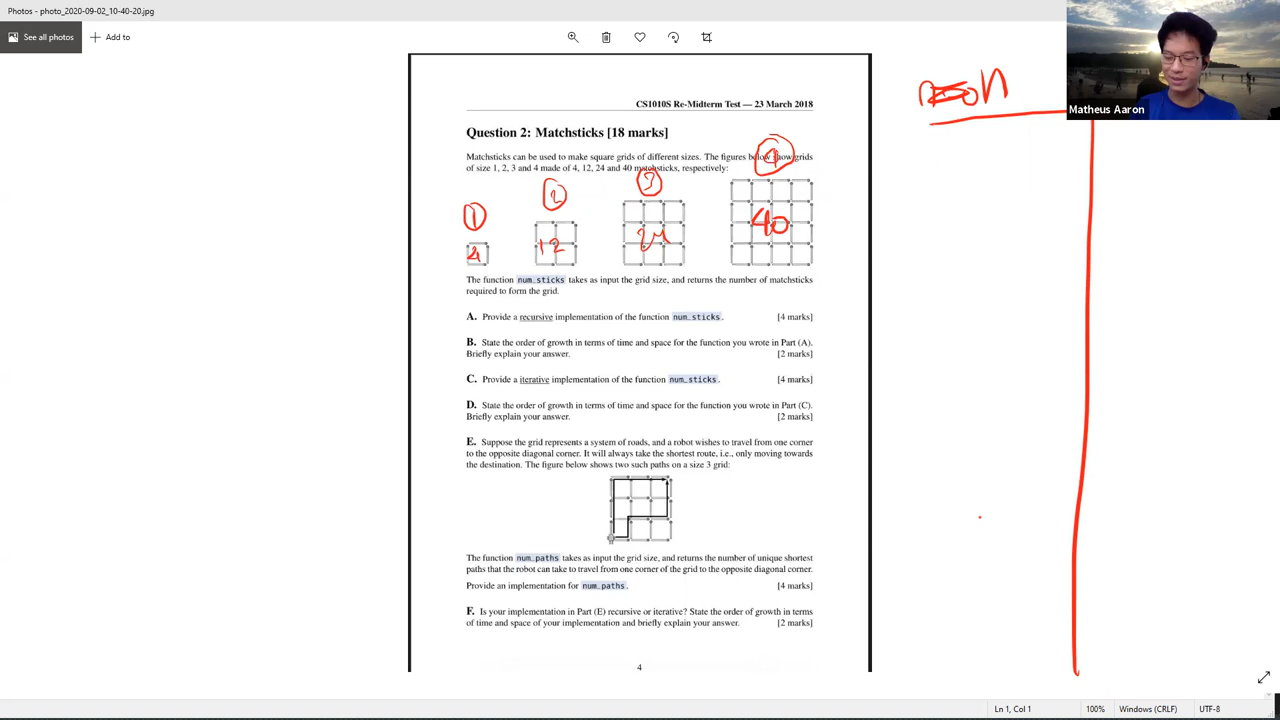 Photos - photo_2020-09-02_10-40-20.jpg
See all photos
Add to
Matheus Aaron
CS1010S Re-Midterm Test — 23 March 2018
Question 2: Matchsticks [18 marks]
Matchsticks can be used to make square grids of different sizes. The figures below show grids
of size 1, 2, 3 and 4 made of 4, 12, 24 and 40 matchsticks, respectively:
1 2 3 4
4 12 24 40
The function num_sticks takes as input the grid size, and returns the number of matchsticks
required to form the grid.
A. Provide a recursive implementation of the function num_sticks. [4 marks]
B. State the order of growth in terms of time and space for the function you wrote in Part (A).
Briefly explain your answer. [2 marks]
C. Provide a iterative implementation of the function num_sticks. [4 marks]
D. State the order of growth in terms of time and space for the function you wrote in Part (C).
Briefly explain your answer. [2 marks]
E. Suppose the grid represents a system of roads, and a robot wishes to travel from one corner
to the opposite diagonal corner. It will always take the shortest route, i.e., only moving towards
the destination. The figure below shows two such paths on a size 3 grid:
The function num_paths takes as input the grid size, and returns the number of unique shortest
paths that the robot can take to travel from one corner of the grid to the opposite diagonal corner.
Provide an implementation for num_paths. [4 marks]
F. Is your implementation in Part (E) recursive or iterative? State the order of growth in terms
of time and space of your implementation and briefly explain your answer. [2 marks]
4
Ln 1, Col 1
100%
Windows (CRLF)
UTF-8